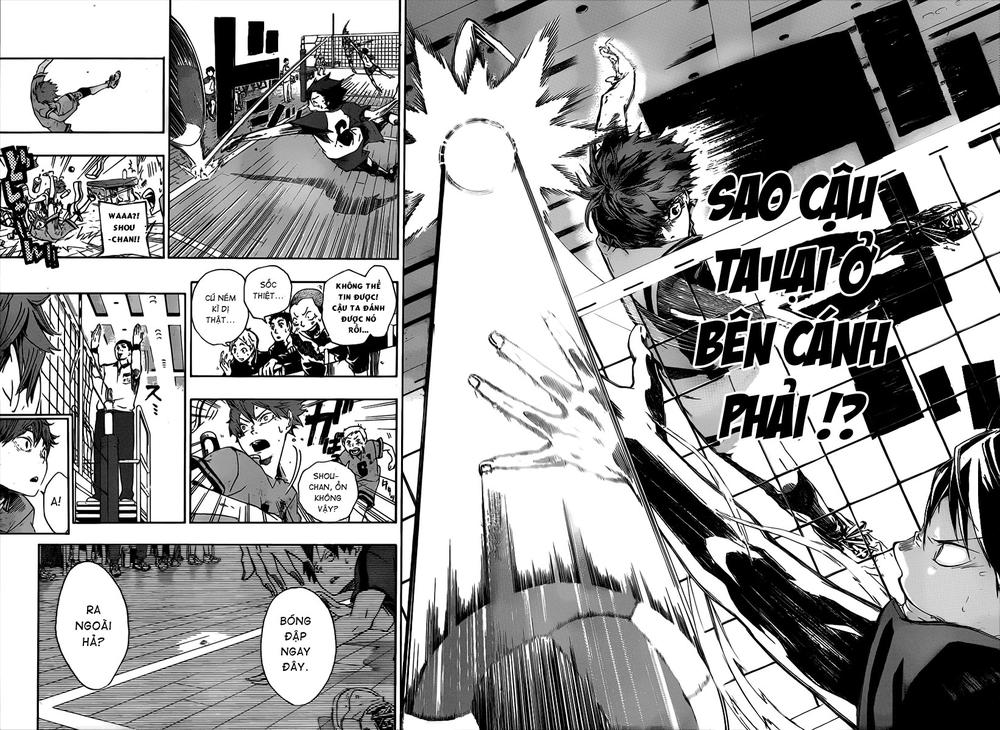 SAO CẬU
TA LẠI Ở
BÊN CÁNH
PHẢI !?
WAAA?!
SHOU
-CHAN!!
KHÔNG THỂ
TIN ĐƯỢC!
CẬU TA ĐÁNH
ĐƯỢC NÓ
RỒI...
SỐC
THIỆT...
CÚ NÉM
KÌ DỊ
THẬT...
SHOU-
CHAN, ỔN
KHÔNG
VẬY?
A!
BÓNG
ĐẬP
NGAY
ĐÂY.
RA
NGOÀI
HẢ?